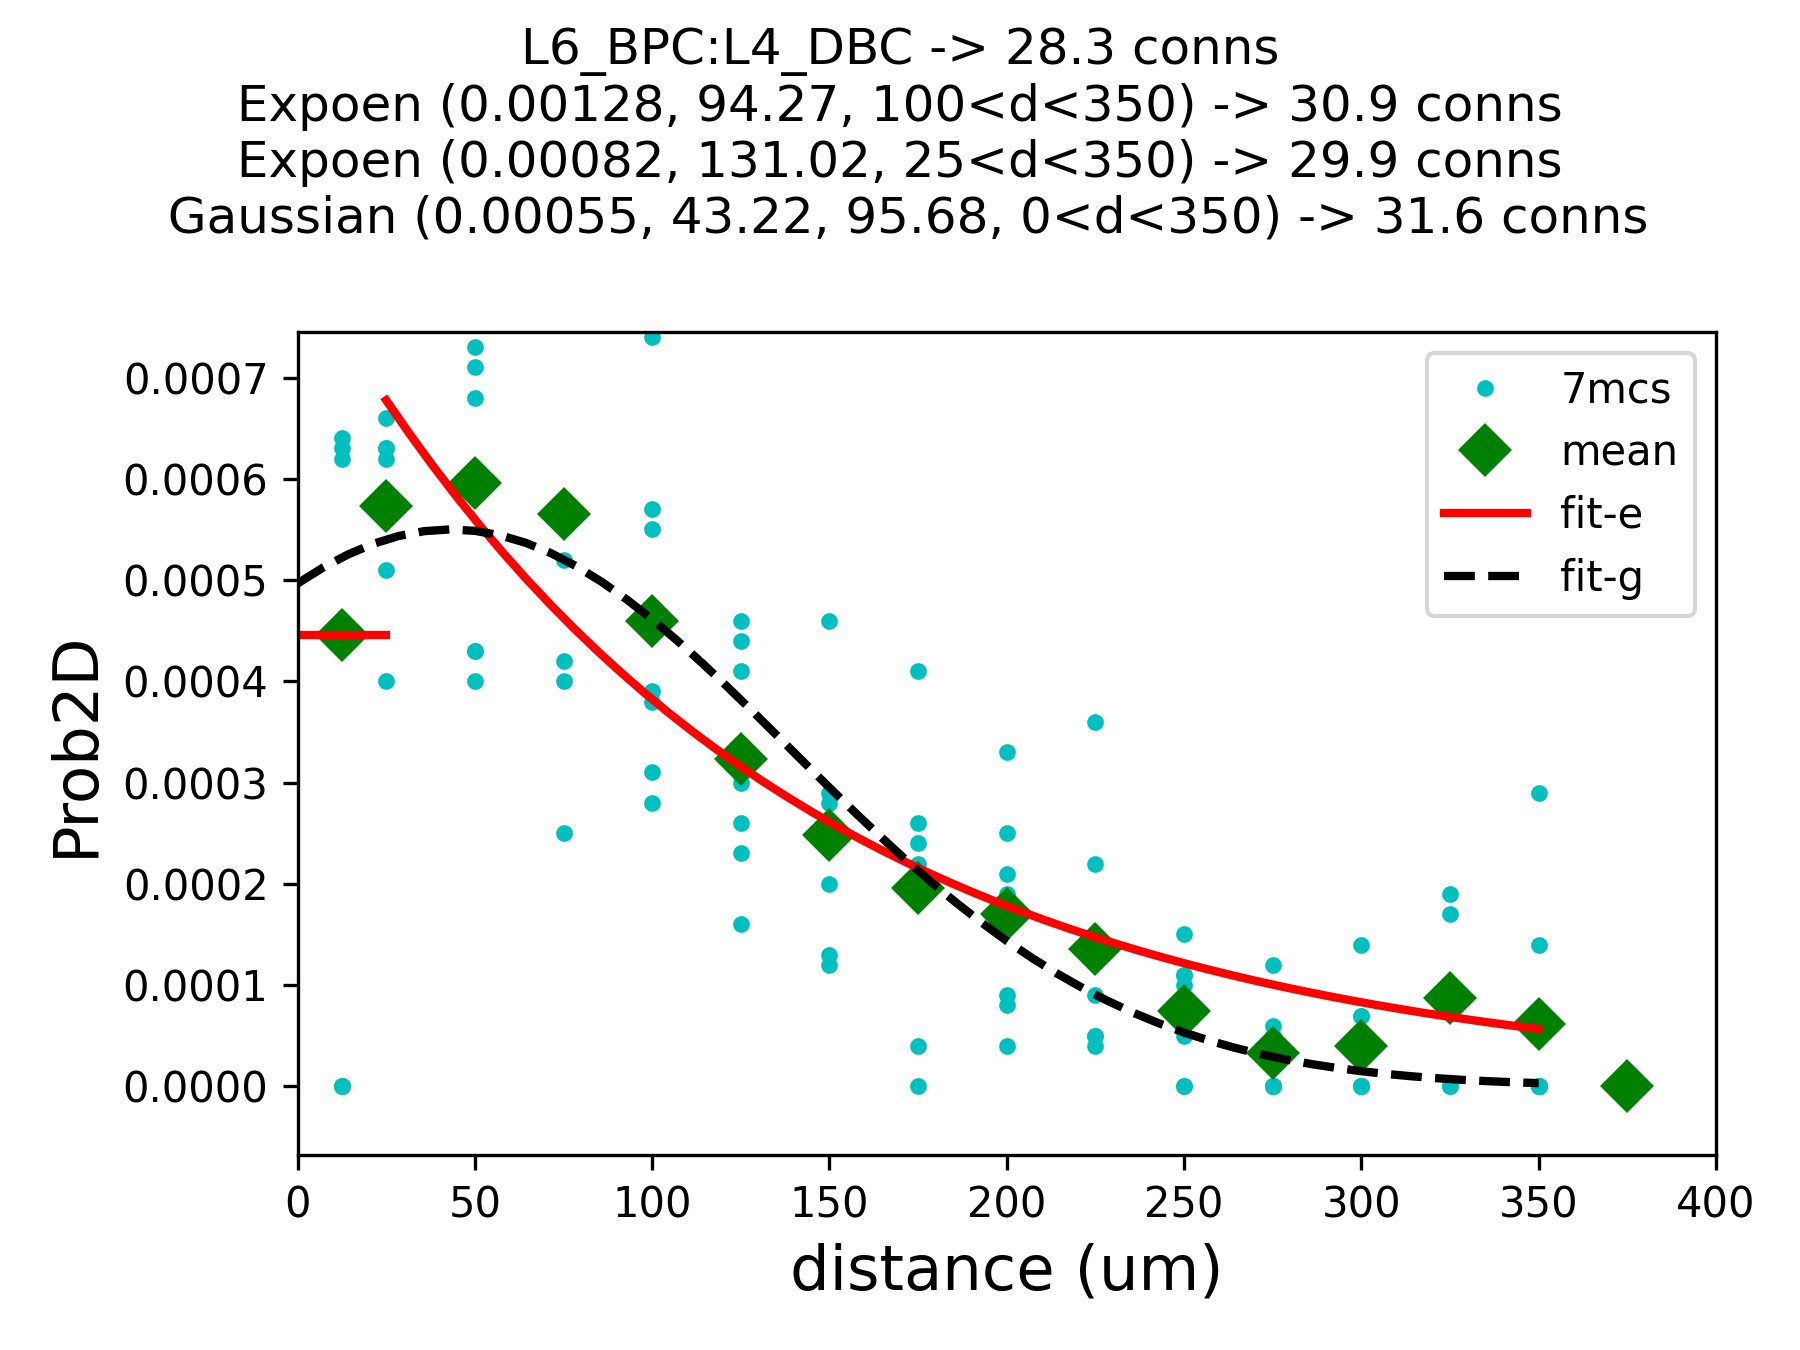 L6_BPC:L4_DBC -> 28.3 conns
Expoen (0.00128, 94.27, 100<d<350) -> 30.9 conns
Expoen (0.00082, 131.02, 25<d<350) -> 29.9 conns
Gaussian (0.00055, 43.22, 95.68, 0<d<350) -> 31.6 conns
7mcs
mean
fit-e
fit-g
Prob2D
0.0007
0.0006
0.0005
0.0004
0.0003
0.0002
0.0001
0.0000
0 50 100 150 200 250 300 350 400
distance (um)